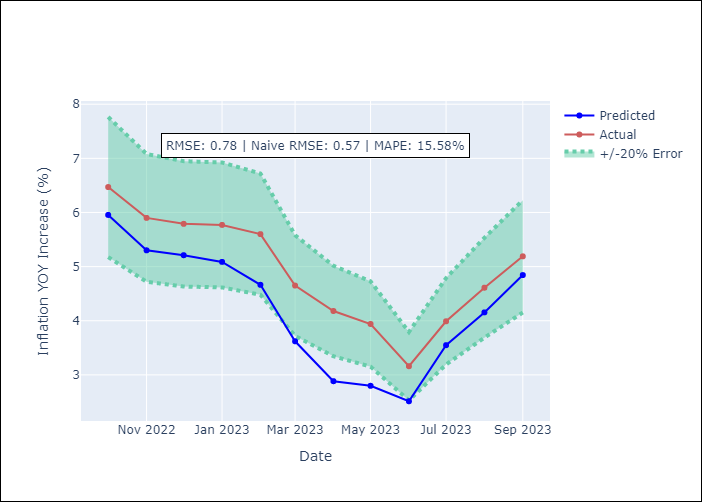 8
7
6
5
4
3
Inflation YOY Increase (%)
RMSE: 0.78 | Naive RMSE: 0.57 | MAPE: 15.58%
Predicted
Actual
+/-20% Error
Nov 2022 Jan 2023 Mar 2023 May 2023 Jul 2023 Sep 2023
Date